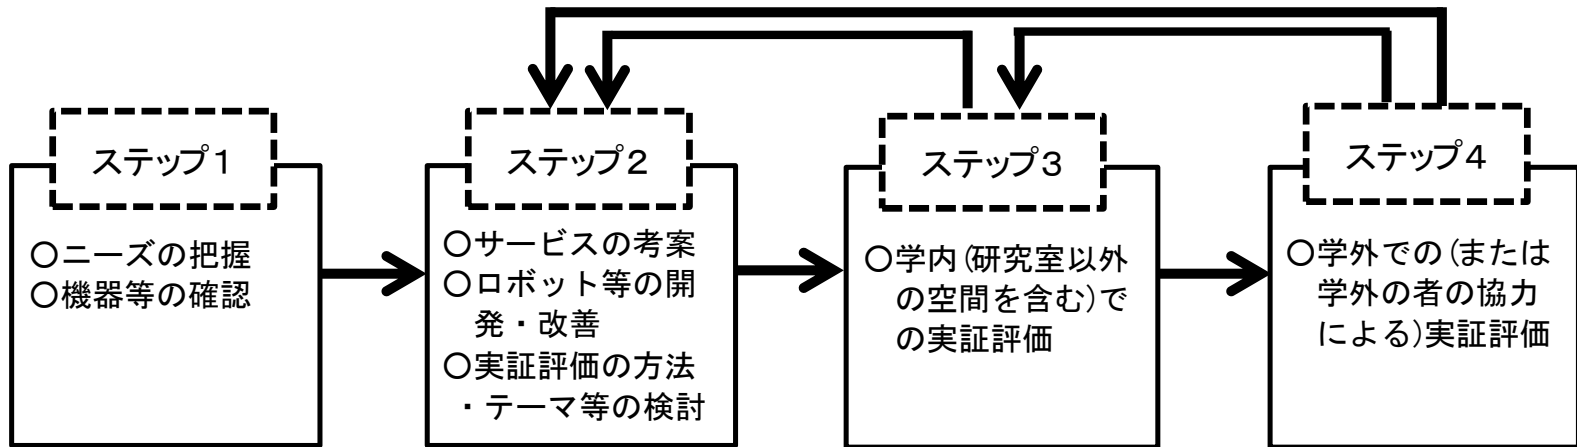 ステップ1
○ニーズの把握
○機器等の確認
ステップ2
○サービスの考案
○ロボット等の開
発・改善
○実証評価の方法
・テーマ等の検討
ステップ3
○学内(研究室以外
の空間を含む)で
の実証評価
ステップ4
○学外での(または
学外の者の協力
による)実証評価